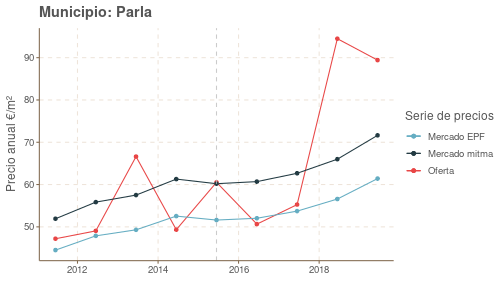 Municipio: Parla
Precio anual €/m²
90
80
70
60
50
2012
2014
2016
2018
Serie de precios
Mercado EPF
Mercado mitma
Oferta